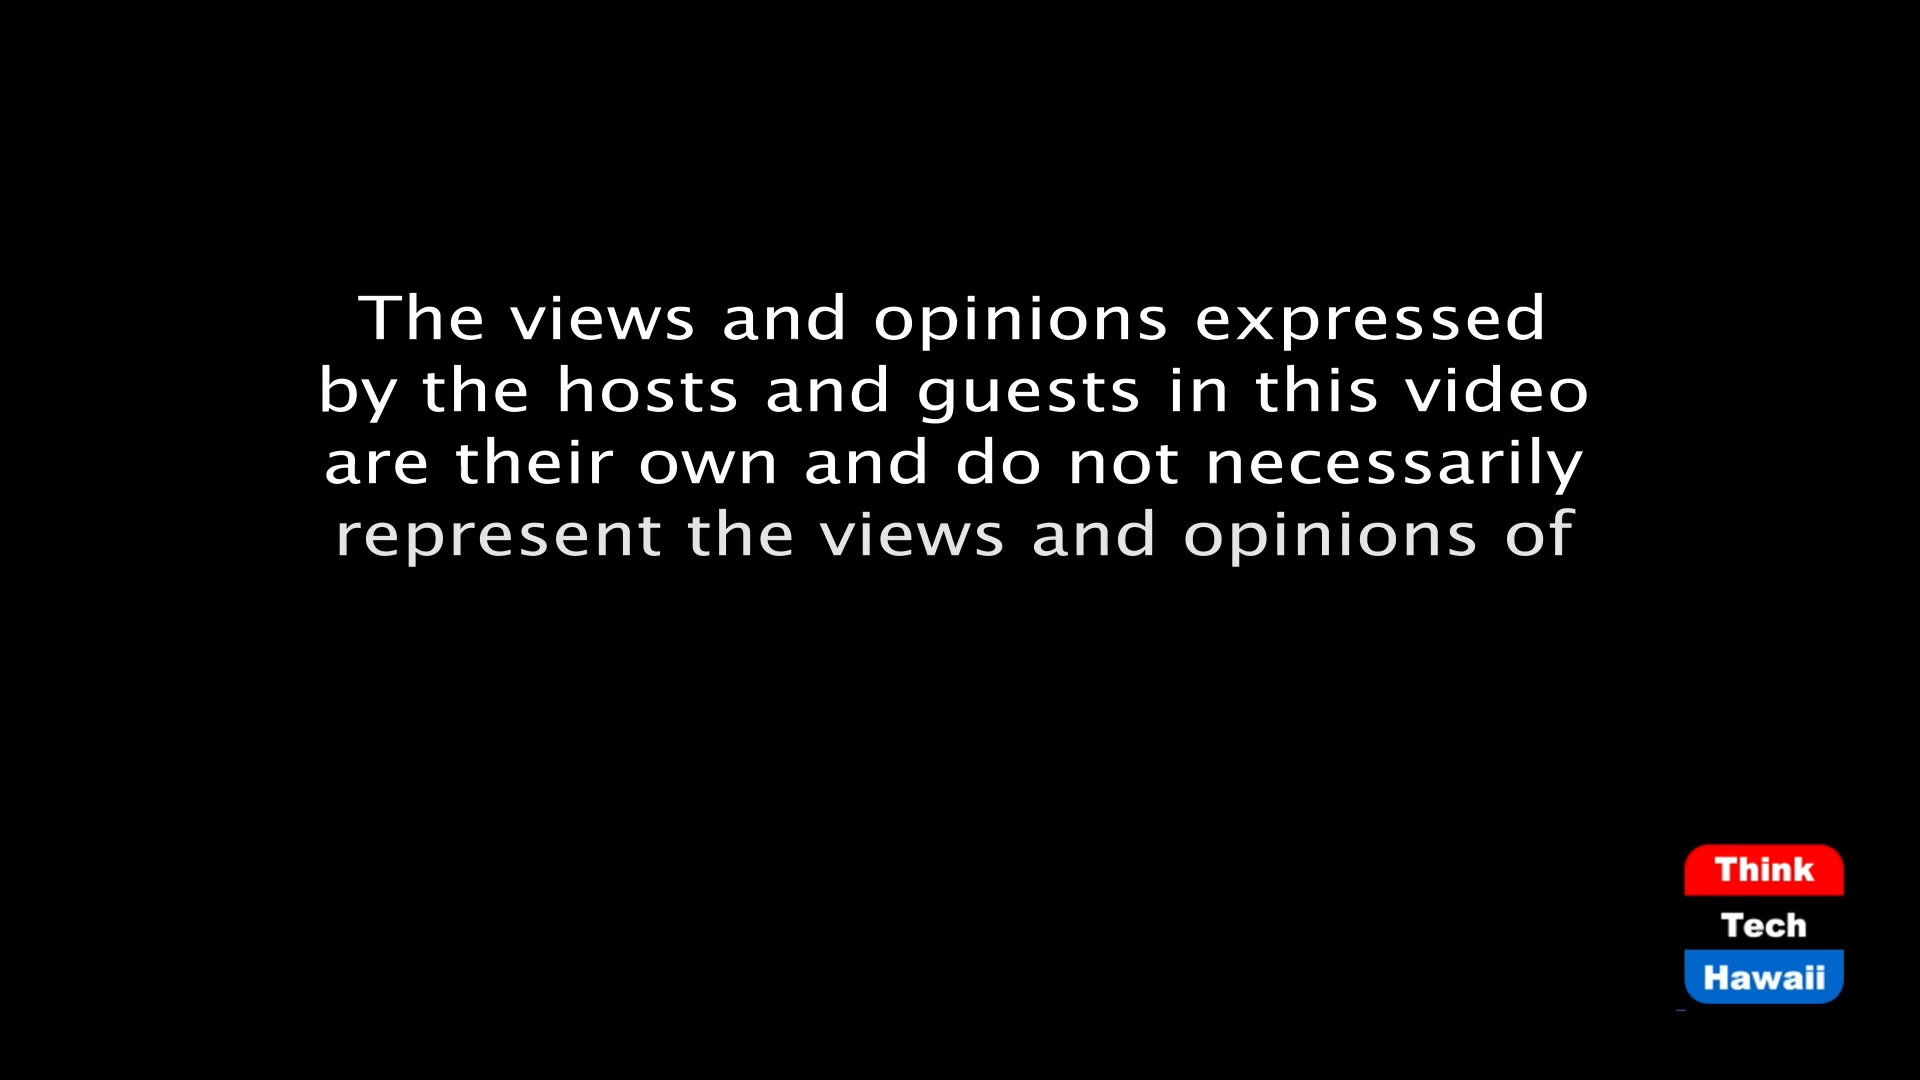 The views and opinions expressed
by the hosts and guests in this video
are their own and do not necessarily
represent the views and opinions of
Think
Tech
Hawaii